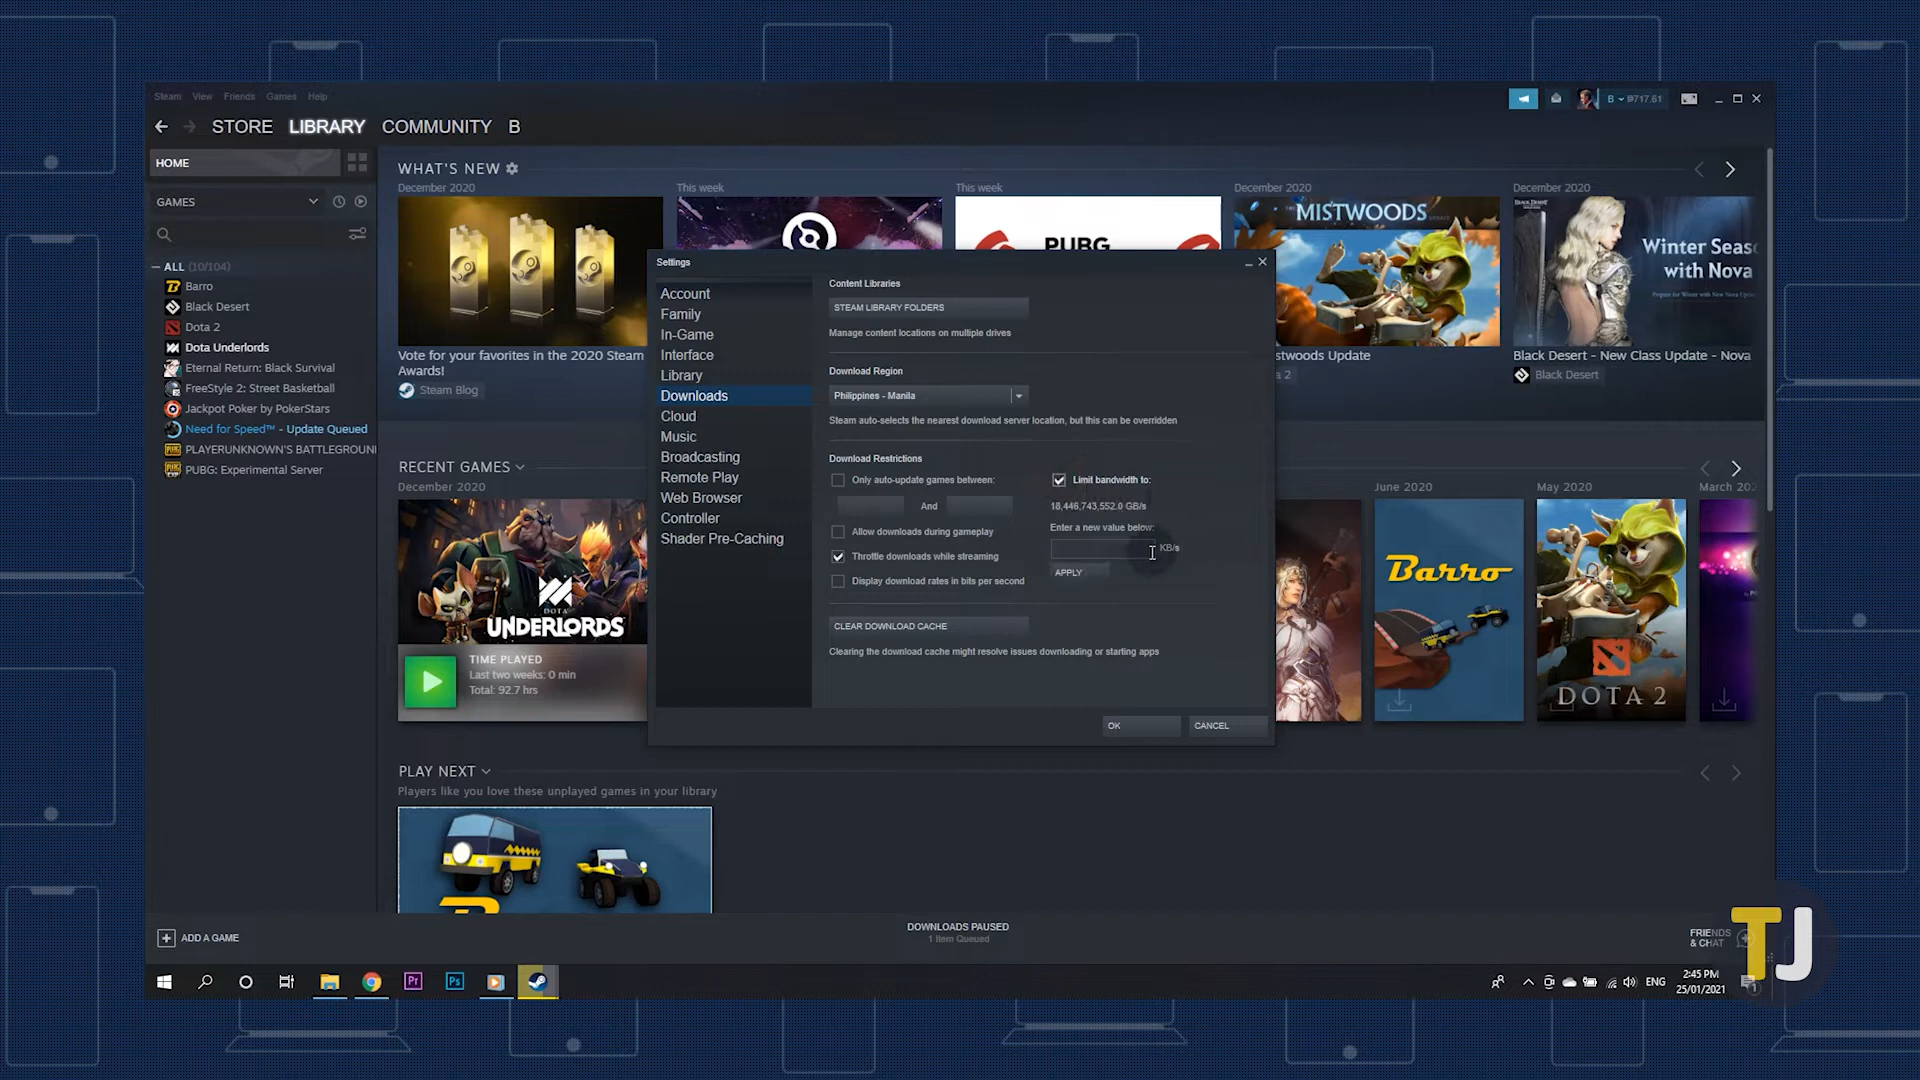 Steam View Friends Games Help
B ₱717.61
STORE LIBRARY COMMUNITY B
HOME
GAMES
ALL (10/104)
Barro
Black Desert
Dota 2
Dota Underlords
Eternal Return: Black Survival
FreeStyle 2: Street Basketball
Jackpot Poker by PokerStars
Need for Speed™ - Update Queued
PLAYERUNKNOWN'S BATTLEGROUN
PUBG: Experimental Server
WHAT'S NEW
December 2020
This week
This week
December 2020
December 2020
PUBG
MISTWOODS
BLACK DESERT
Winter Seas
with Nova
Vote for your favorites in the 2020 Steam
Awards!
Steam Blog
stwoods Update
a 2
Black Desert - New Class Update - Nova
Black Desert
RECENT GAMES
December 2020
June 2020
May 2020
March 202
DOTA
UNDERLORDS
TIME PLAYED
Last two weeks: 0 min
Total: 92.7 hrs
Barro
DOTA 2
Settings
Account
Family
In-Game
Interface
Library
Downloads
Cloud
Music
Broadcasting
Remote Play
Web Browser
Controller
Shader Pre-Caching
Content Libraries
STEAM LIBRARY FOLDERS
Manage content locations on multiple drives
Download Region
Philippines - Manila
Steam auto-selects the nearest download server location, but this can be overridden
Download Restrictions
Only auto-update games between:
And
Allow downloads during gameplay
Throttle downloads while streaming
Display download rates in bits per second
Limit bandwidth to:
18,446,743,552.0 GB/s
Enter a new value below:
KB/s
APPLY
CLEAR DOWNLOAD CACHE
Clearing the download cache might resolve issues downloading or starting apps
OK
CANCEL
PLAY NEXT
Players like you love these unplayed games in your library
ADD A GAME
DOWNLOADS PAUSED
1 Item Queued
FRIENDS
& CHAT
TJ
Pr
Ps
ENG
2:45 PM
25/01/2021
1